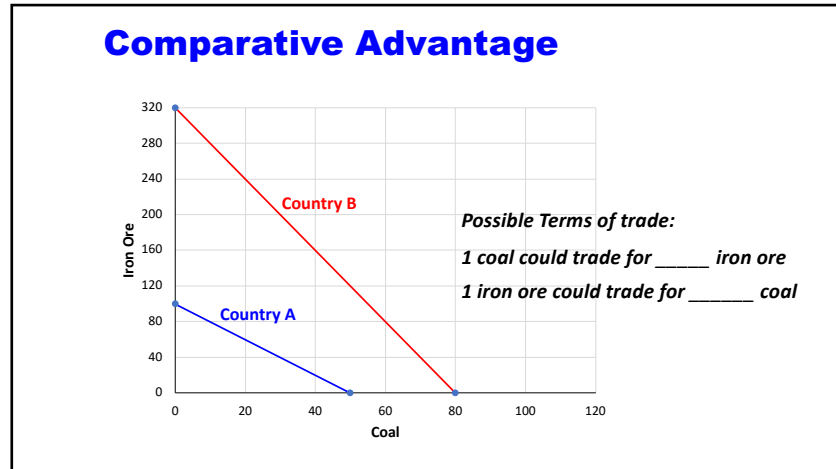 Comparative Advantage
320
280
240
200
160
120
80
40
0
Iron Ore
Country B
Country A
0 20 40 60 80 100 120
Coal
Possible Terms of trade:
1 coal could trade for _____ iron ore
1 iron ore could trade for ______ coal